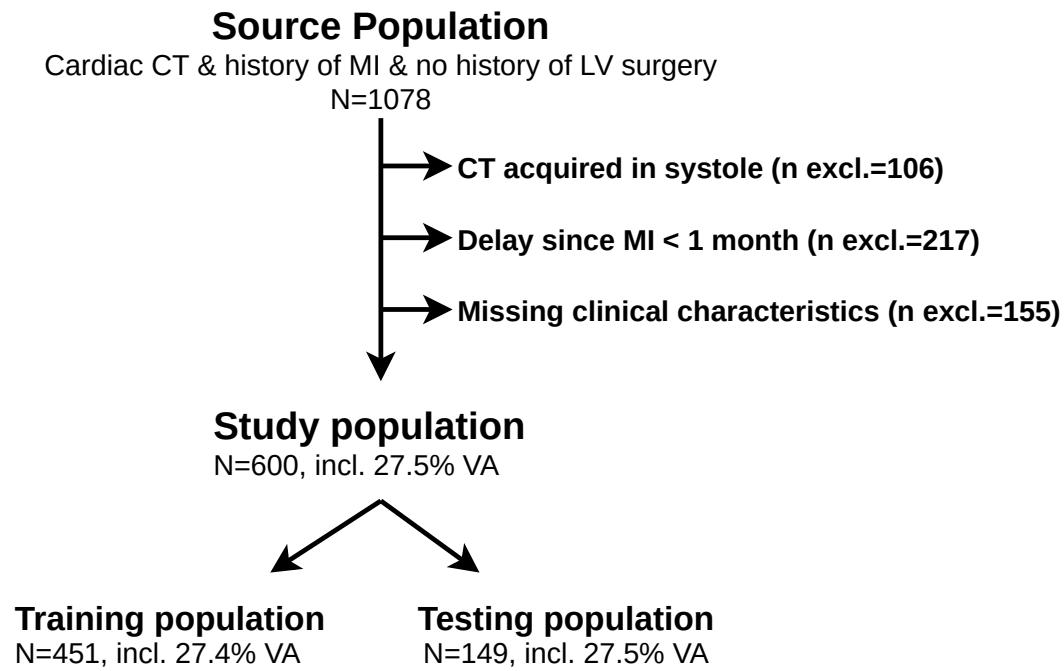 Source Population
Cardiac CT & history of MI & no history of LV surgery
N=1078
CT acquired in systole (n excl.=106)
Delay since MI < 1 month (n excl.=217)
Missing clinical characteristics (n excl.=155)
Study population
N=600, incl. 27.5% VA
Training population
N=451, incl. 27.4% VA
Testing population
N=149, incl. 27.5% VA